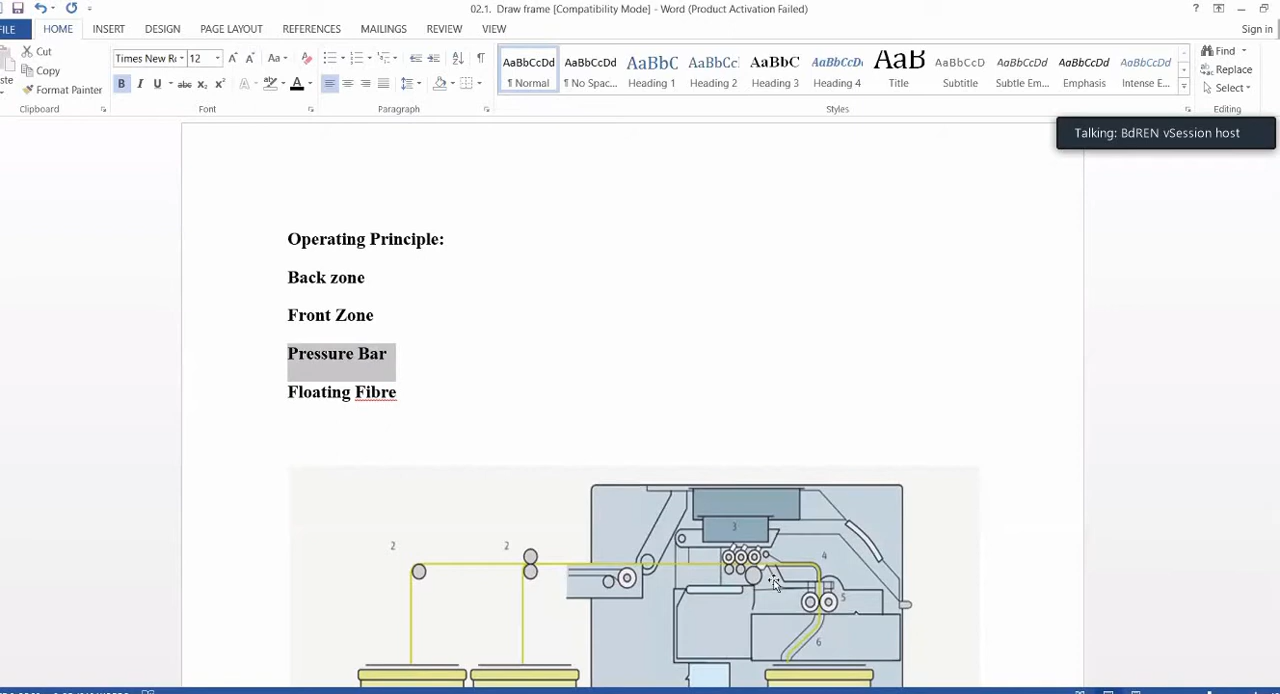 02.1. Draw frame [Compatibility Mode] - Word (Product Activation Failed)
FILE HOME INSERT DESIGN PAGE LAYOUT REFERENCES MAILINGS REVIEW VIEW Sign in
Cut
Copy
Format Painter
Clipboard
Times New Ro 12
Font
Paragraph
AaBbCcDd AaBbCcDd AaBbC AaBbCc AaBbC AaBbCcDd AaB AaBbCcD AaBbCcDd AaBbCcDd AaBbCcDd
¶ Normal ¶ No Spac... Heading 1 Heading 2 Heading 3 Heading 4 Title Subtitle Subtle Em... Emphasis Intense E...
Styles
Find
Replace
Select
Editing
Talking: BdREN vSession host
Operating Principle:
Back zone
Front Zone
Pressure Bar
Floating Fibre
2 2 3 4 5 6